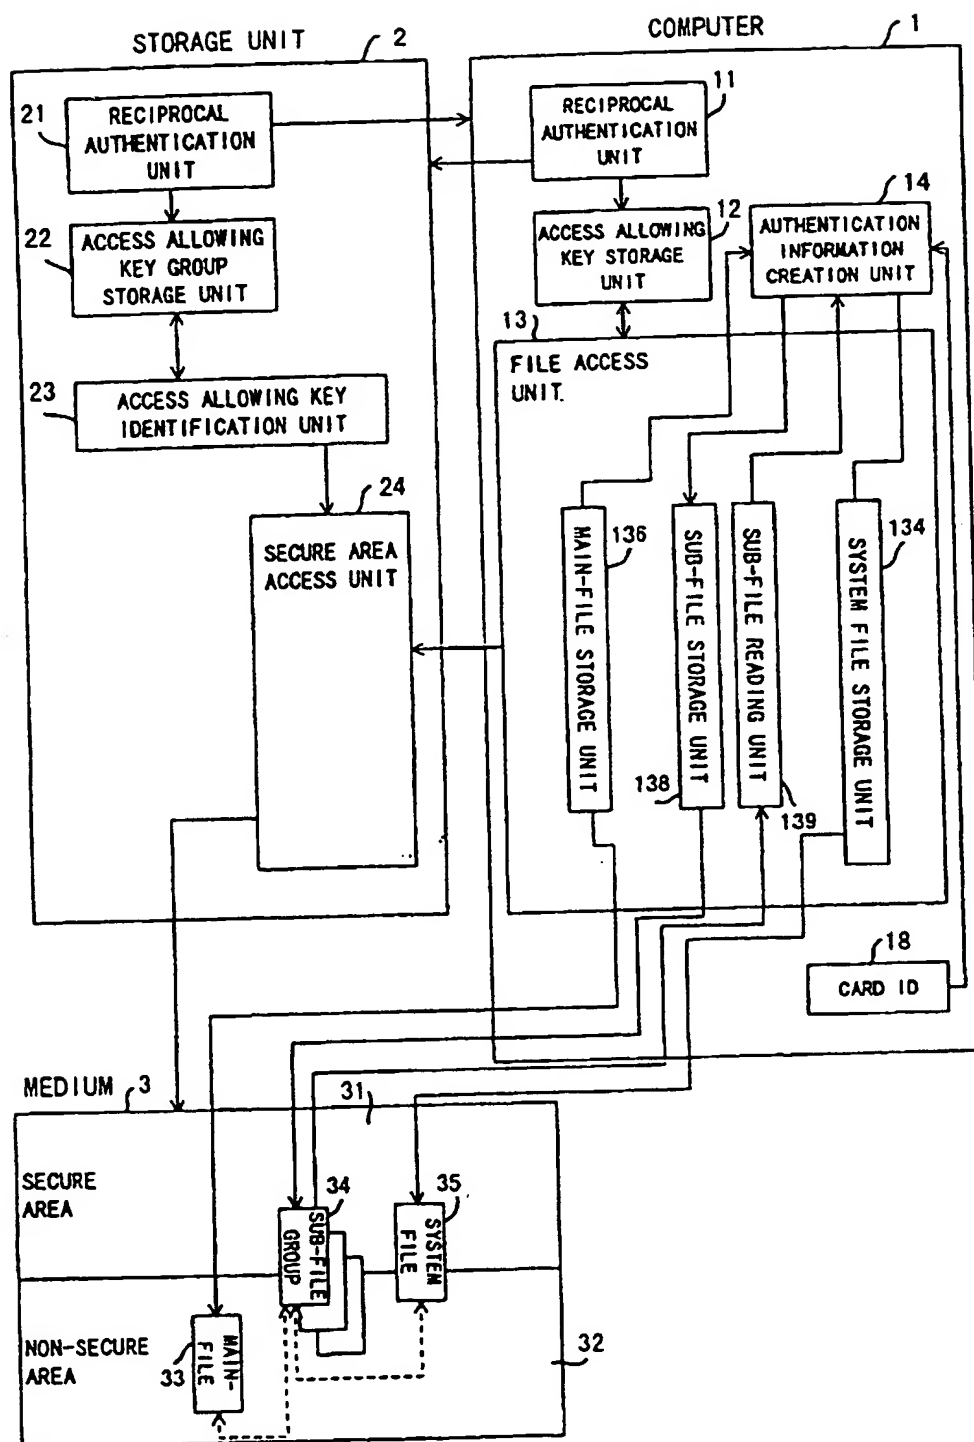 STORAGE UNIT
2
COMPUTER
1
21
RECIPROCAL
AUTHENTICATION
UNIT
22
ACCESS ALLOWING
KEY GROUP
STORAGE UNIT
23
ACCESS ALLOWING KEY
IDENTIFICATION UNIT
24
SECURE AREA
ACCESS UNIT
11
RECIPROCAL
AUTHENTICATION
UNIT
12
ACCESS ALLOWING
KEY STORAGE
UNIT
14
AUTHENTICATION
INFORMATION
CREATION UNIT
13
FILE ACCESS
UNIT.
MAIN-FILE STORAGE UNIT
136
SUB-FILE STORAGE UNIT
138
SUB-FILE READING UNIT
139
SYSTEM FILE STORAGE UNIT
134
18
CARD ID
MEDIUM
3
31
SECURE
AREA
34
SUB-FILE
GROUP
35
SYSTEM
FILE
NON-SECURE
AREA
33
MAIN-
FILE
32